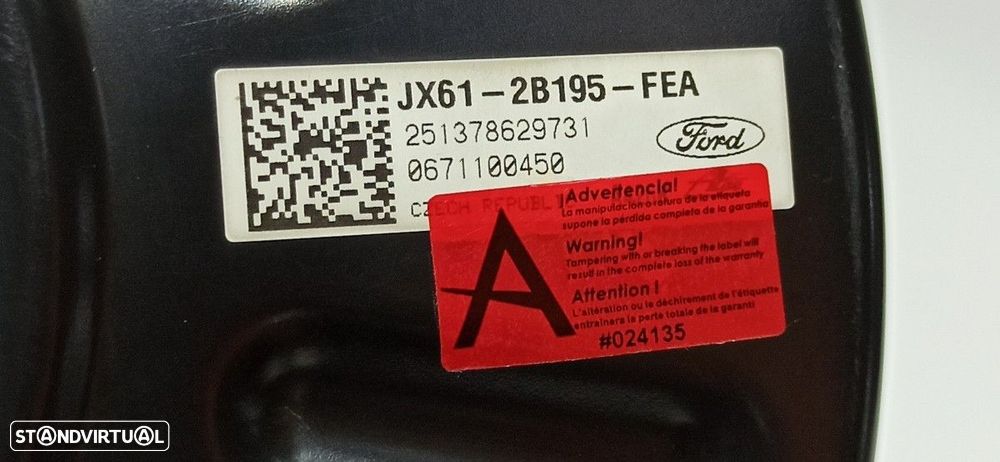 JX61-2B195-FEA
251378629731
Ford
0671100450
CZECH REPUBLIC
¡Advertencia!
La manipulación o rotura de la etiqueta
supone la pérdida completa de la garantía
Warning!
Tampering with or breaking the label will
result in the complete loss of the warranty
Attention !
L'altération ou le déchirement de l'étiquette
entraînera la perte totale de la garanti
#024135
A
STANDVIRTUAL